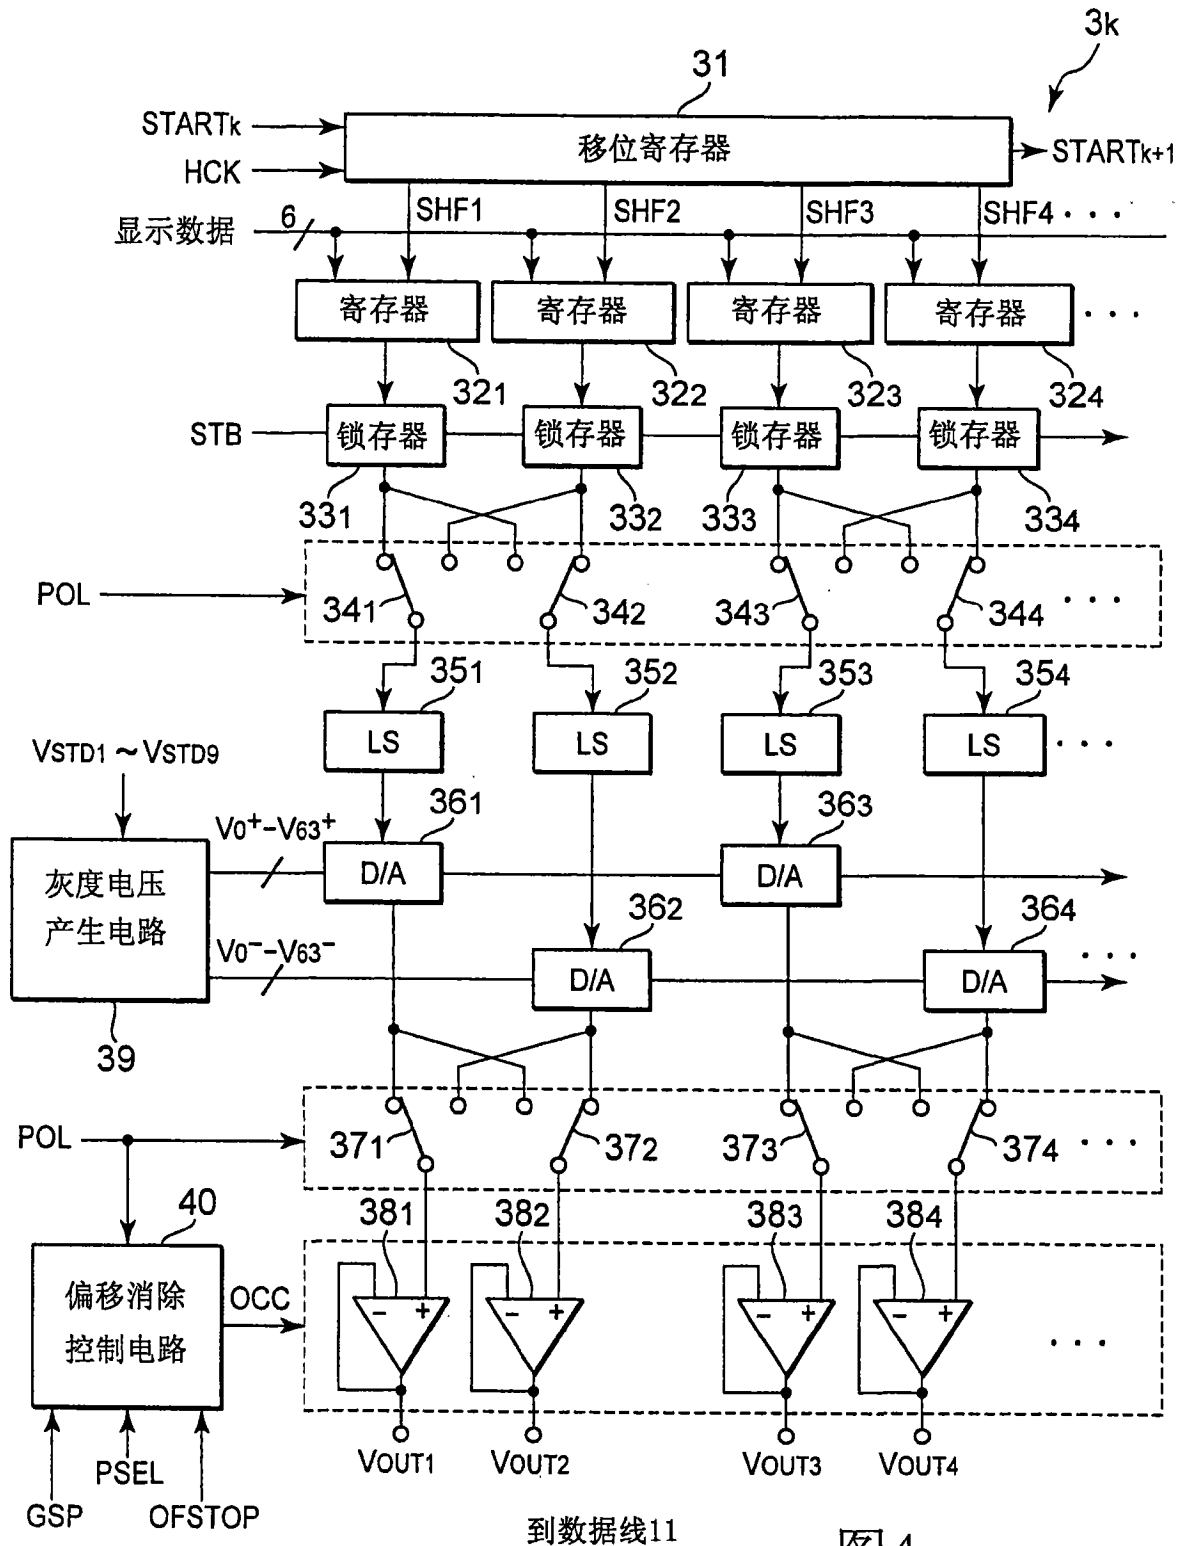 3k
31
STARTk
移位寄存器
STARTk+1
HCK
SHF1 SHF2 SHF3 SHF4 · · ·
显示数据 6
寄存器 寄存器 寄存器 寄存器 · · ·
321 322 323 324
STB 锁存器 锁存器 锁存器 锁存器
331 332 333 334
POL 341 342 343 344 · · ·
351 352 353 354
LS LS LS LS · · ·
VSTD1～VSTD9
361 363
V0+–V63+ D/A D/A
灰度电压
产生电路
362 364
V0-–V63- D/A D/A · · ·
39
POL 371 372 373 374 · · ·
40 381 382 383 384
偏移消除
控制电路
OCC
- + - + - + - + · · ·
VOUT1 VOUT2 VOUT3 VOUT4
PSEL
GSP OFSTOP
到数据线11
图 4